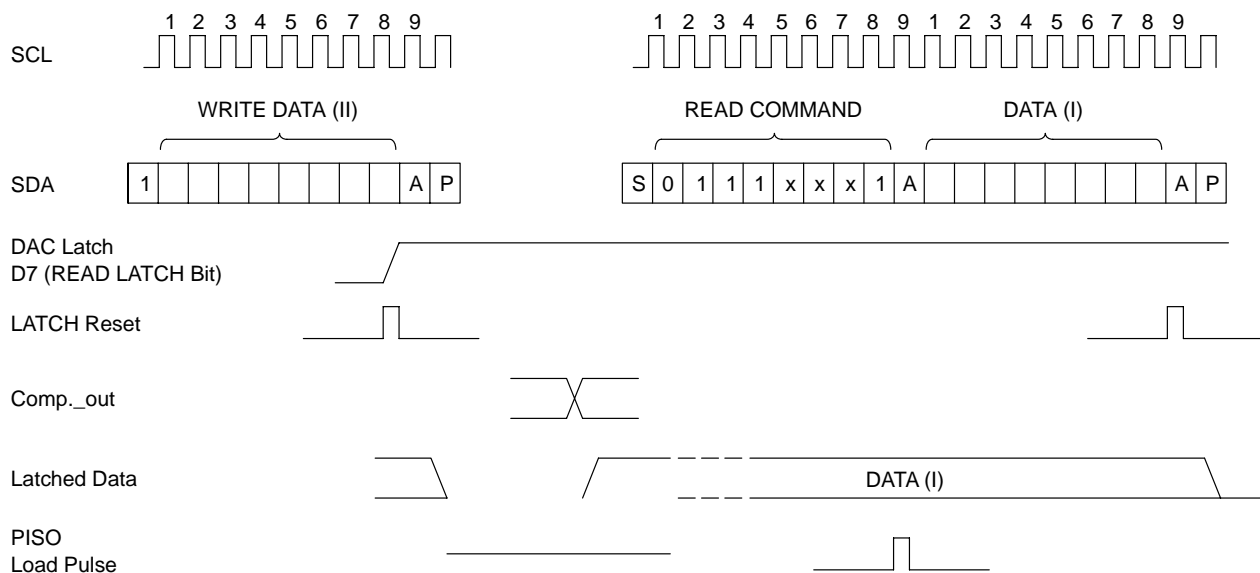 1 2 3 4 5 6 7 8 9 1 2 3 4 5 6 7 8 9 1 2 3 4 5 6 7 8 9
SCL
WRITE DATA (II) READ COMMAND DATA (I)
SDA 1 A P S 0 1 1 1 x x x 1 A A P
DAC Latch
D7 (READ LATCH Bit)
LATCH Reset
Comp._out
Latched Data DATA (I)
PISO
Load Pulse